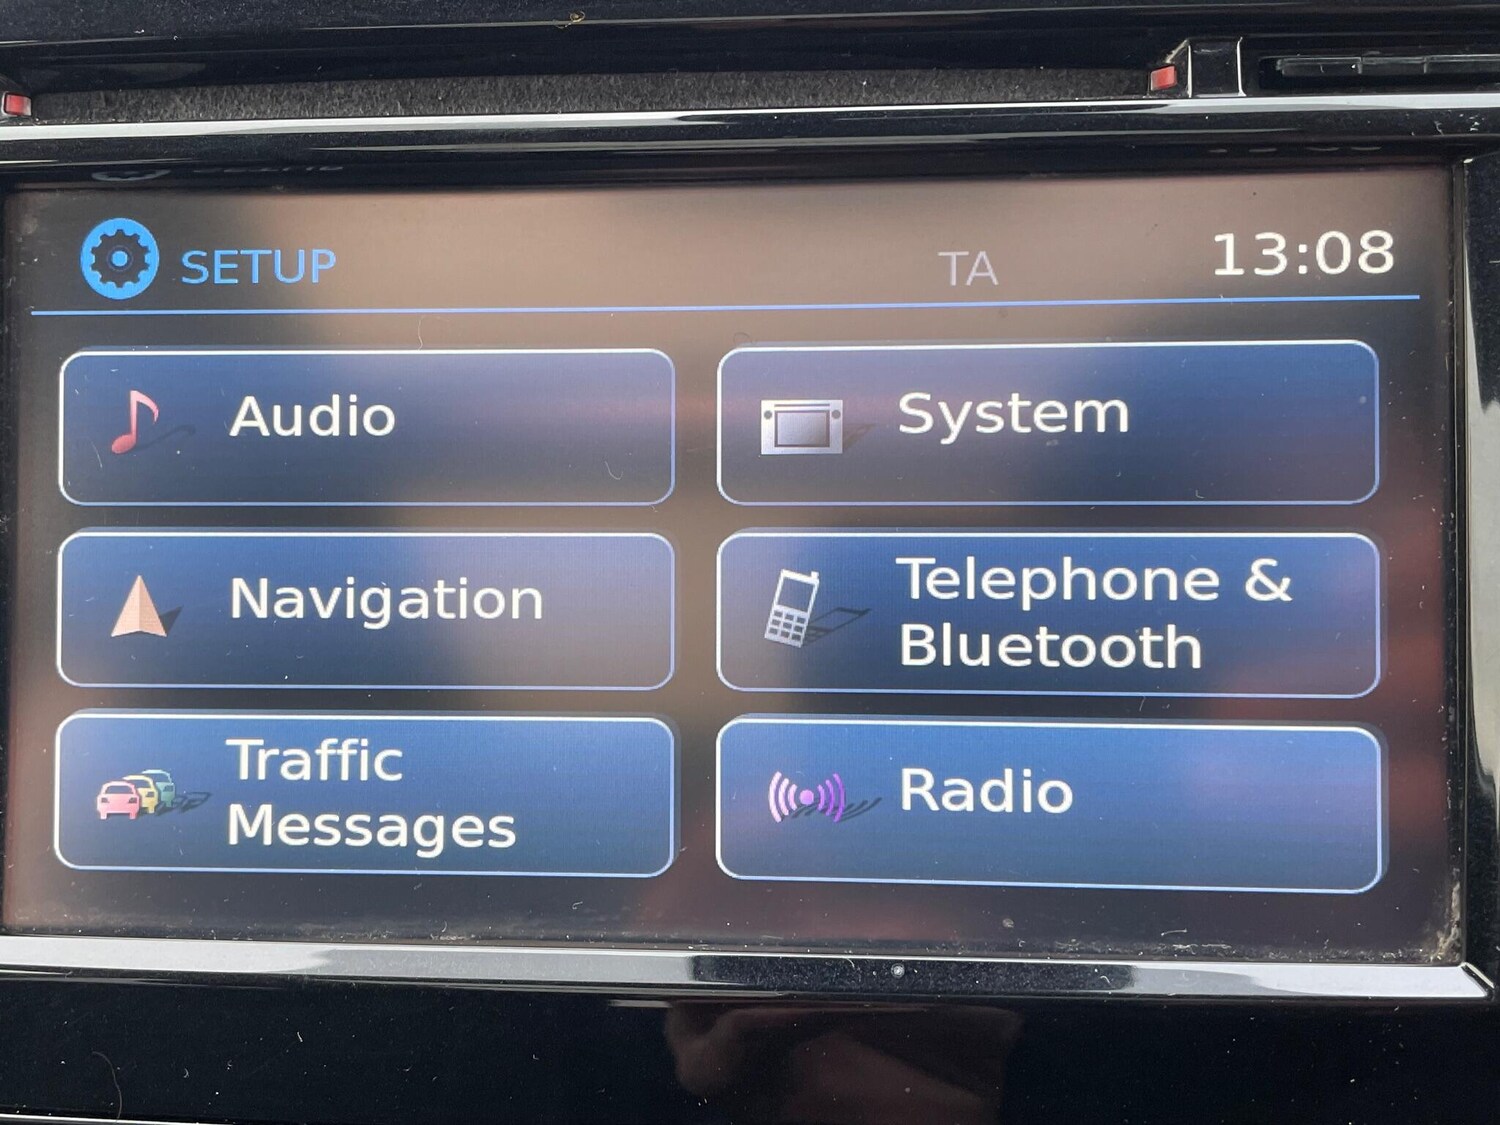 SETUP
TA
13:08
Audio
System
Navigation
Telephone &
Bluetooth
Traffic
Messages
Radio